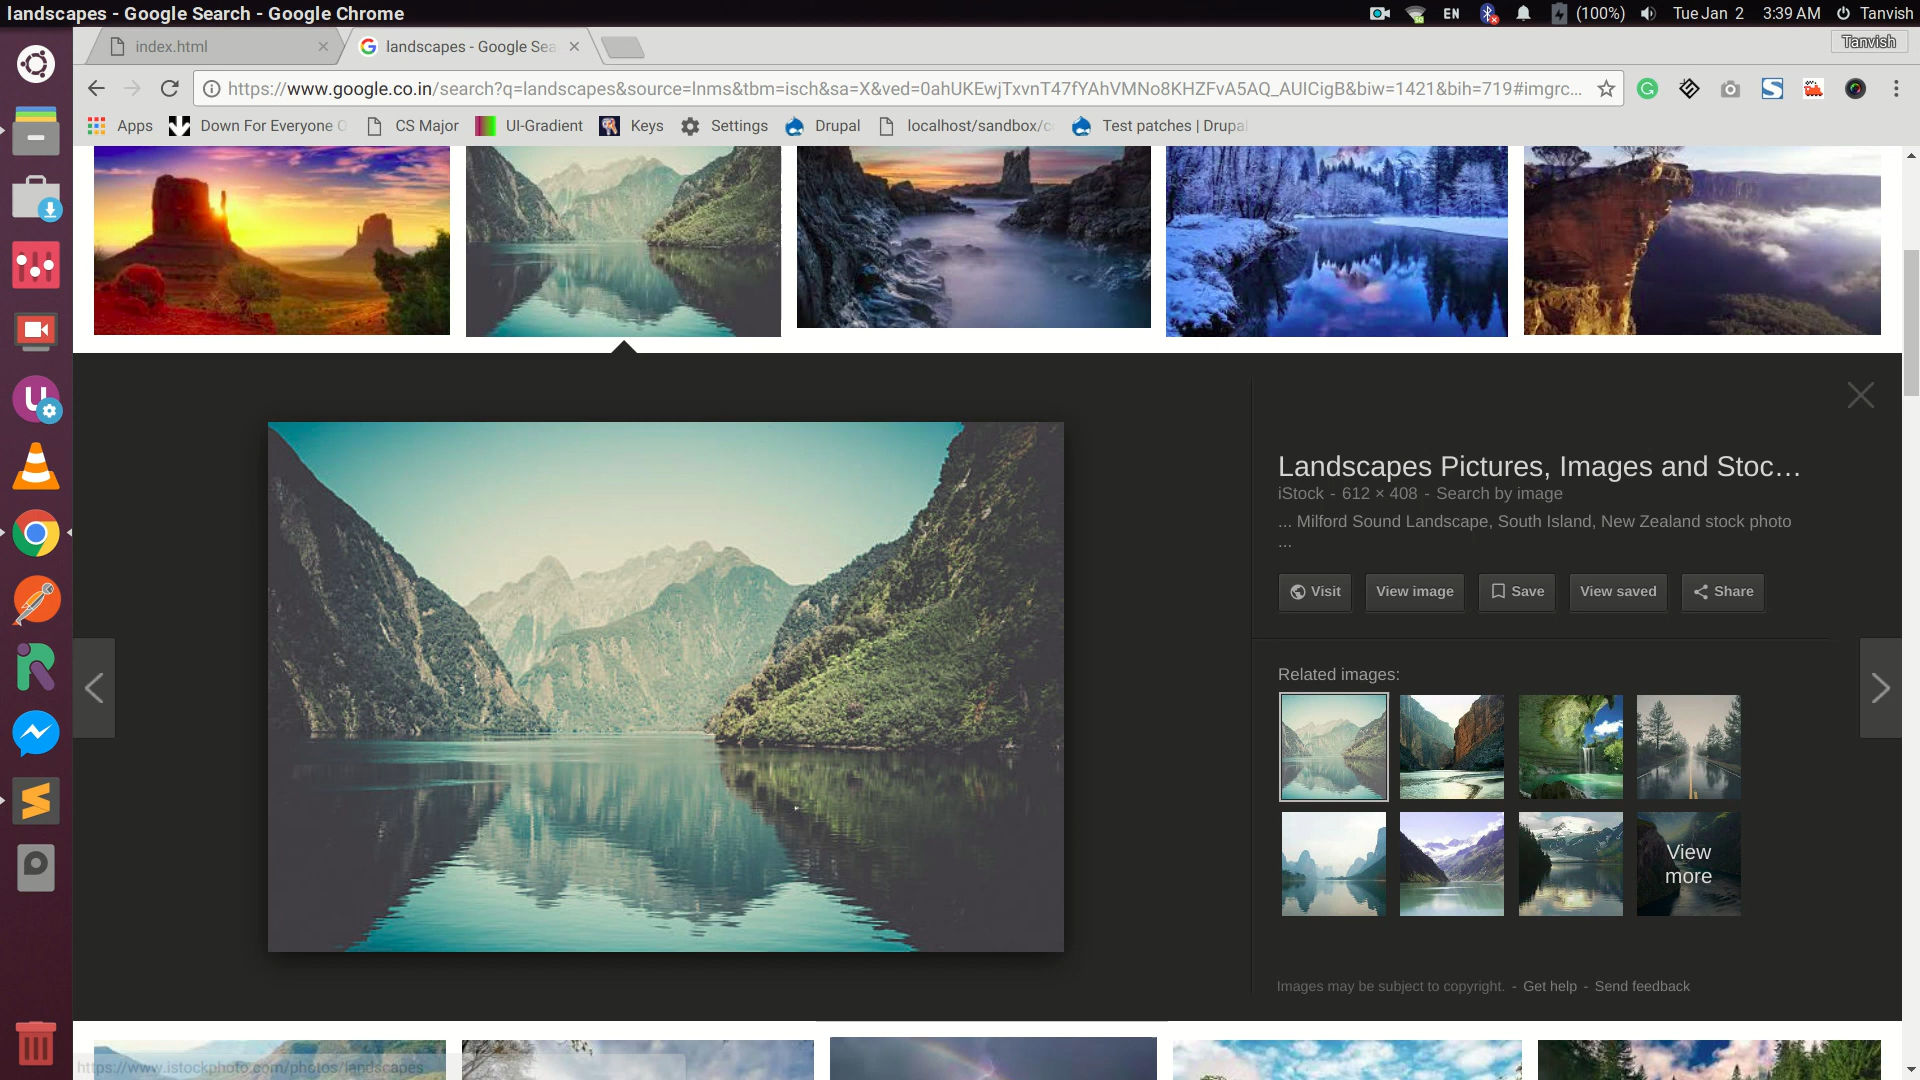 landscapes - Google Search - Google Chrome
EN
(100%)
Tue Jan 2
3:39 AM
Tanvish
index.html
landscapes - Google Sea
Tanvish
https://www.google.co.in/search?q=landscapes&source=lnms&tbm=isch&sa=X&ved=0ahUKEwjTxvnT47fYAhVMNo8KHZFvA5AQ_AUICigB&biw=1421&bih=719#imgrc...
Apps
Down For Everyone O
CS Major
UI-Gradient
Keys
Settings
Drupal
localhost/sandbox/c
Test patches | Drupal
Landscapes Pictures, Images and Stoc...
iStock - 612 × 408 - Search by image
... Milford Sound Landscape, South Island, New Zealand stock photo
...
Visit
View image
Save
View saved
Share
Related images:
View
more
Images may be subject to copyright. - Get help - Send feedback
https://www.istockphoto.com/photos/landscapes